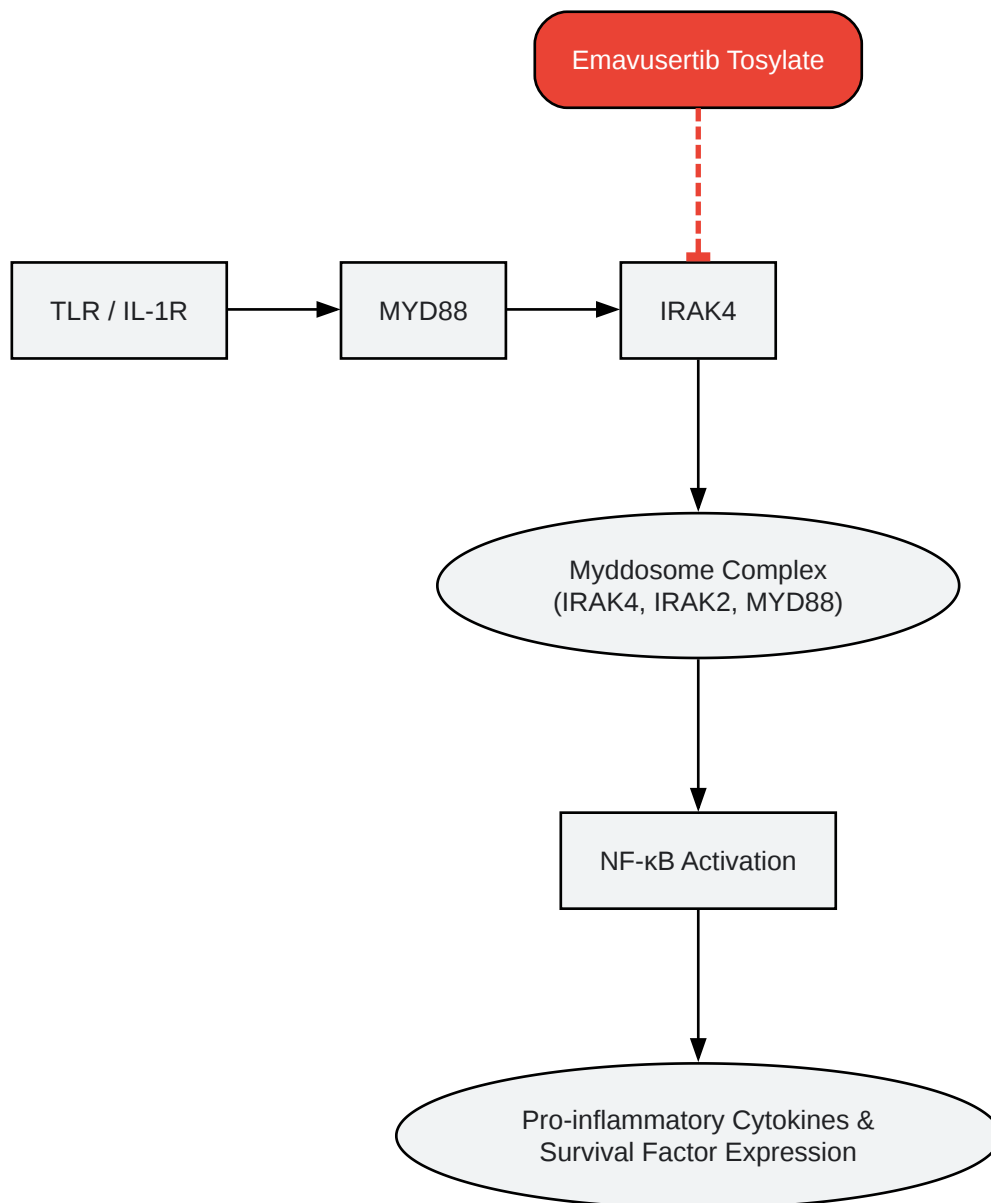 Emavusertib Tosylate
TLR / IL-1R
MYD88
IRAK4
Myddosome Complex
(IRAK4, IRAK2, MYD88)
NF-κB Activation
Pro-inflammatory Cytokines &
Survival Factor Expression